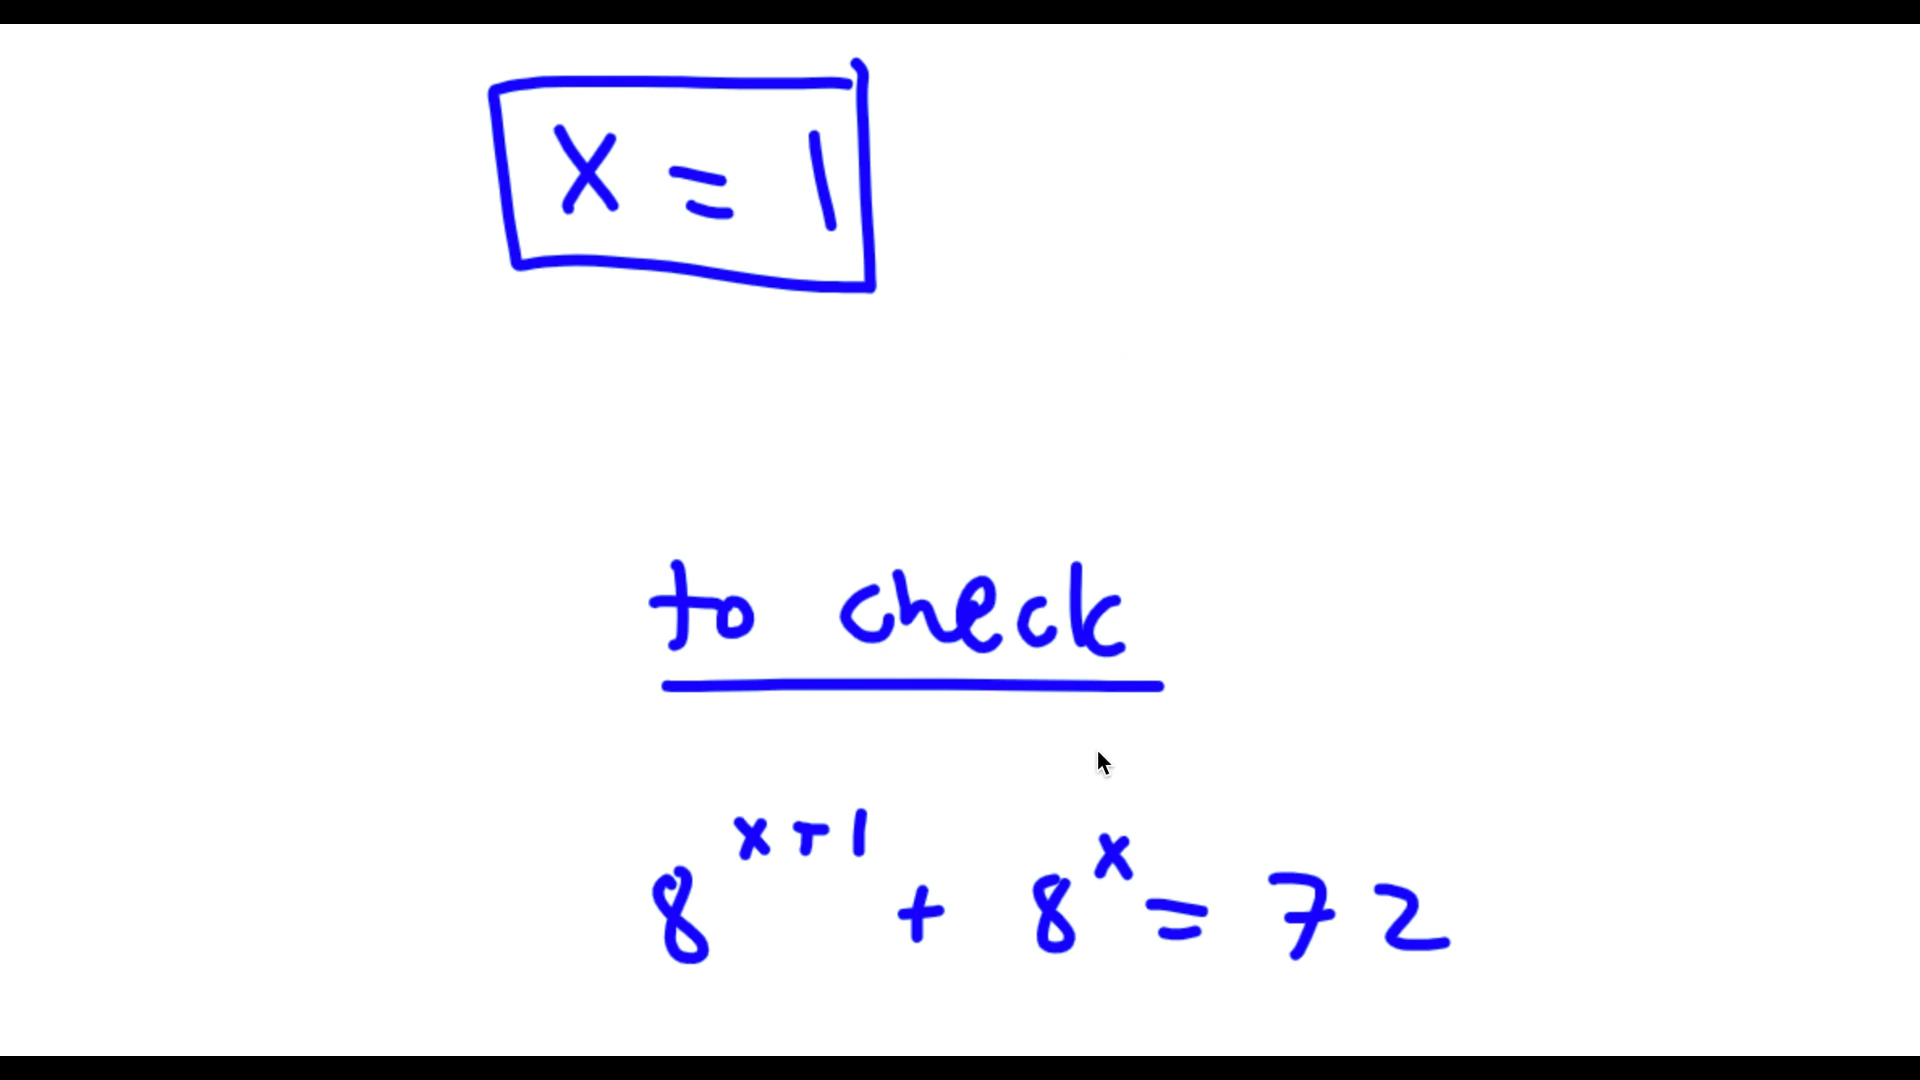 x = 1
to check
8^{x+1} + 8^x = 72